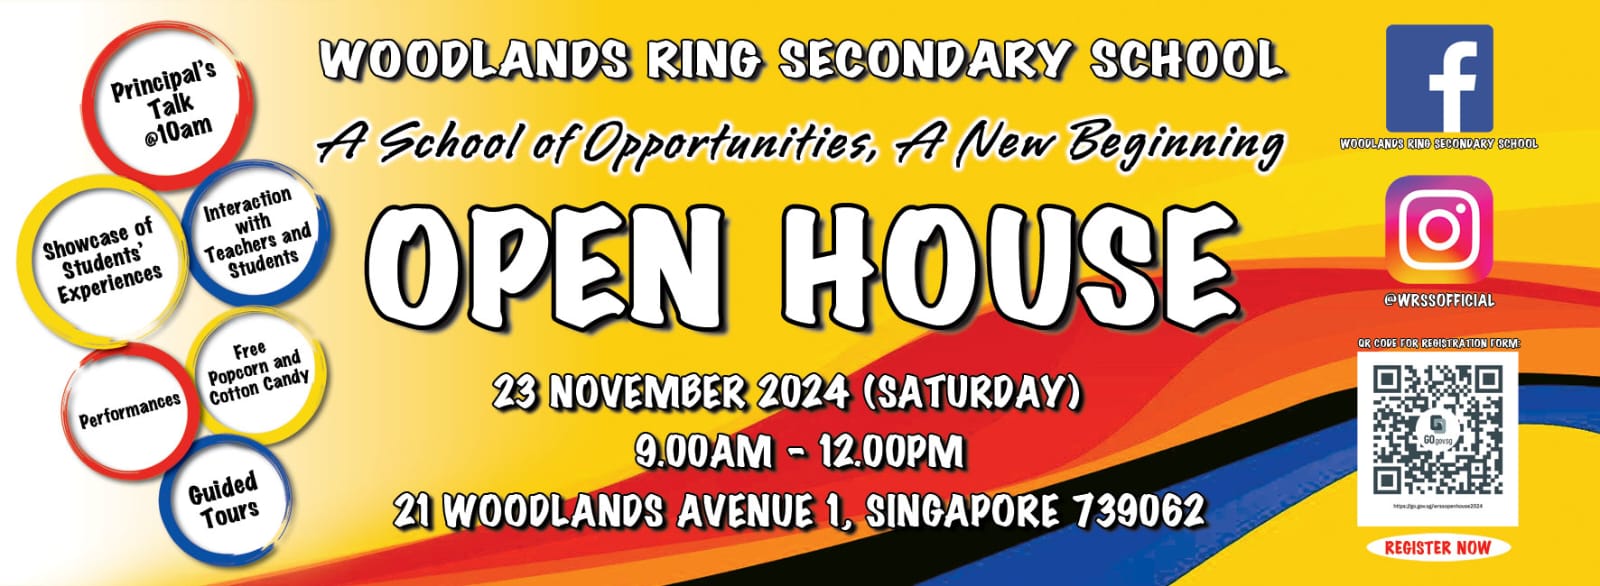 Principal's
Talk
@10am
Showcase of
Students'
Experiences
Interaction
with
Teachers and
Students
Free
Popcorn and
Cotton Candy
Performances
Guided
Tours
WOODLANDS RING SECONDARY SCHOOL
A School of Opportunities, A New Beginning
OPEN HOUSE
23 NOVEMBER 2024 (SATURDAY)
9.00AM - 12.00PM
21 WOODLANDS AVENUE 1, SINGAPORE 739062
f
WOODLANDS RING SECONDARY SCHOOL
@WRSSOFFICIAL
QR CODE FOR REGISTRATION FORM:
GOgovsg
https://go.gov.sg/wrssopenhouse2024
REGISTER NOW